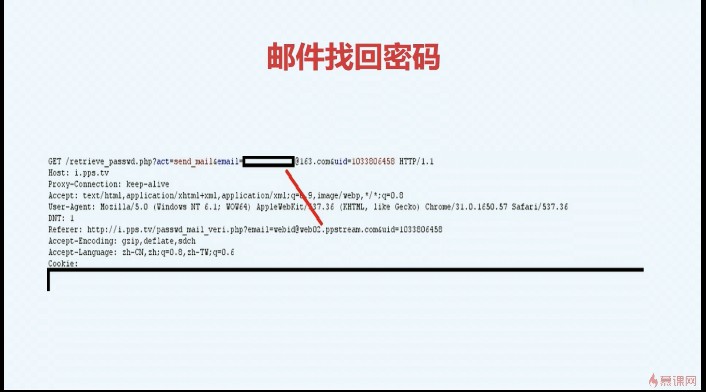 邮件找回密码
GET /retrieve_passwd.php?act=send_mail&email=
@163.com&uid=1033806458 HTTP/1.1
Host: i.pps.tv
Proxy-Connection: keep-alive
Accept: text/html,application/xhtml+xml,application/xml;q=0.9,image/webp,*/*;q=0.8
User-Agent: Mozilla/5.0 (Windows NT 6.1; WOW64) AppleWebKit/537.36 (KHTML, like Gecko) Chrome/31.0.1650.57 Safari/537.36
DNT: 1
Referer: http://i.pps.tv/passwd_mail_veri.php?email=webid@web02.ppstream.com&uid=1033806458
Accept-Encoding: gzip,deflate,sdch
Accept-Language: zh-CN,zh;q=0.8,zh-TW;q=0.6
Cookie:
慕课网